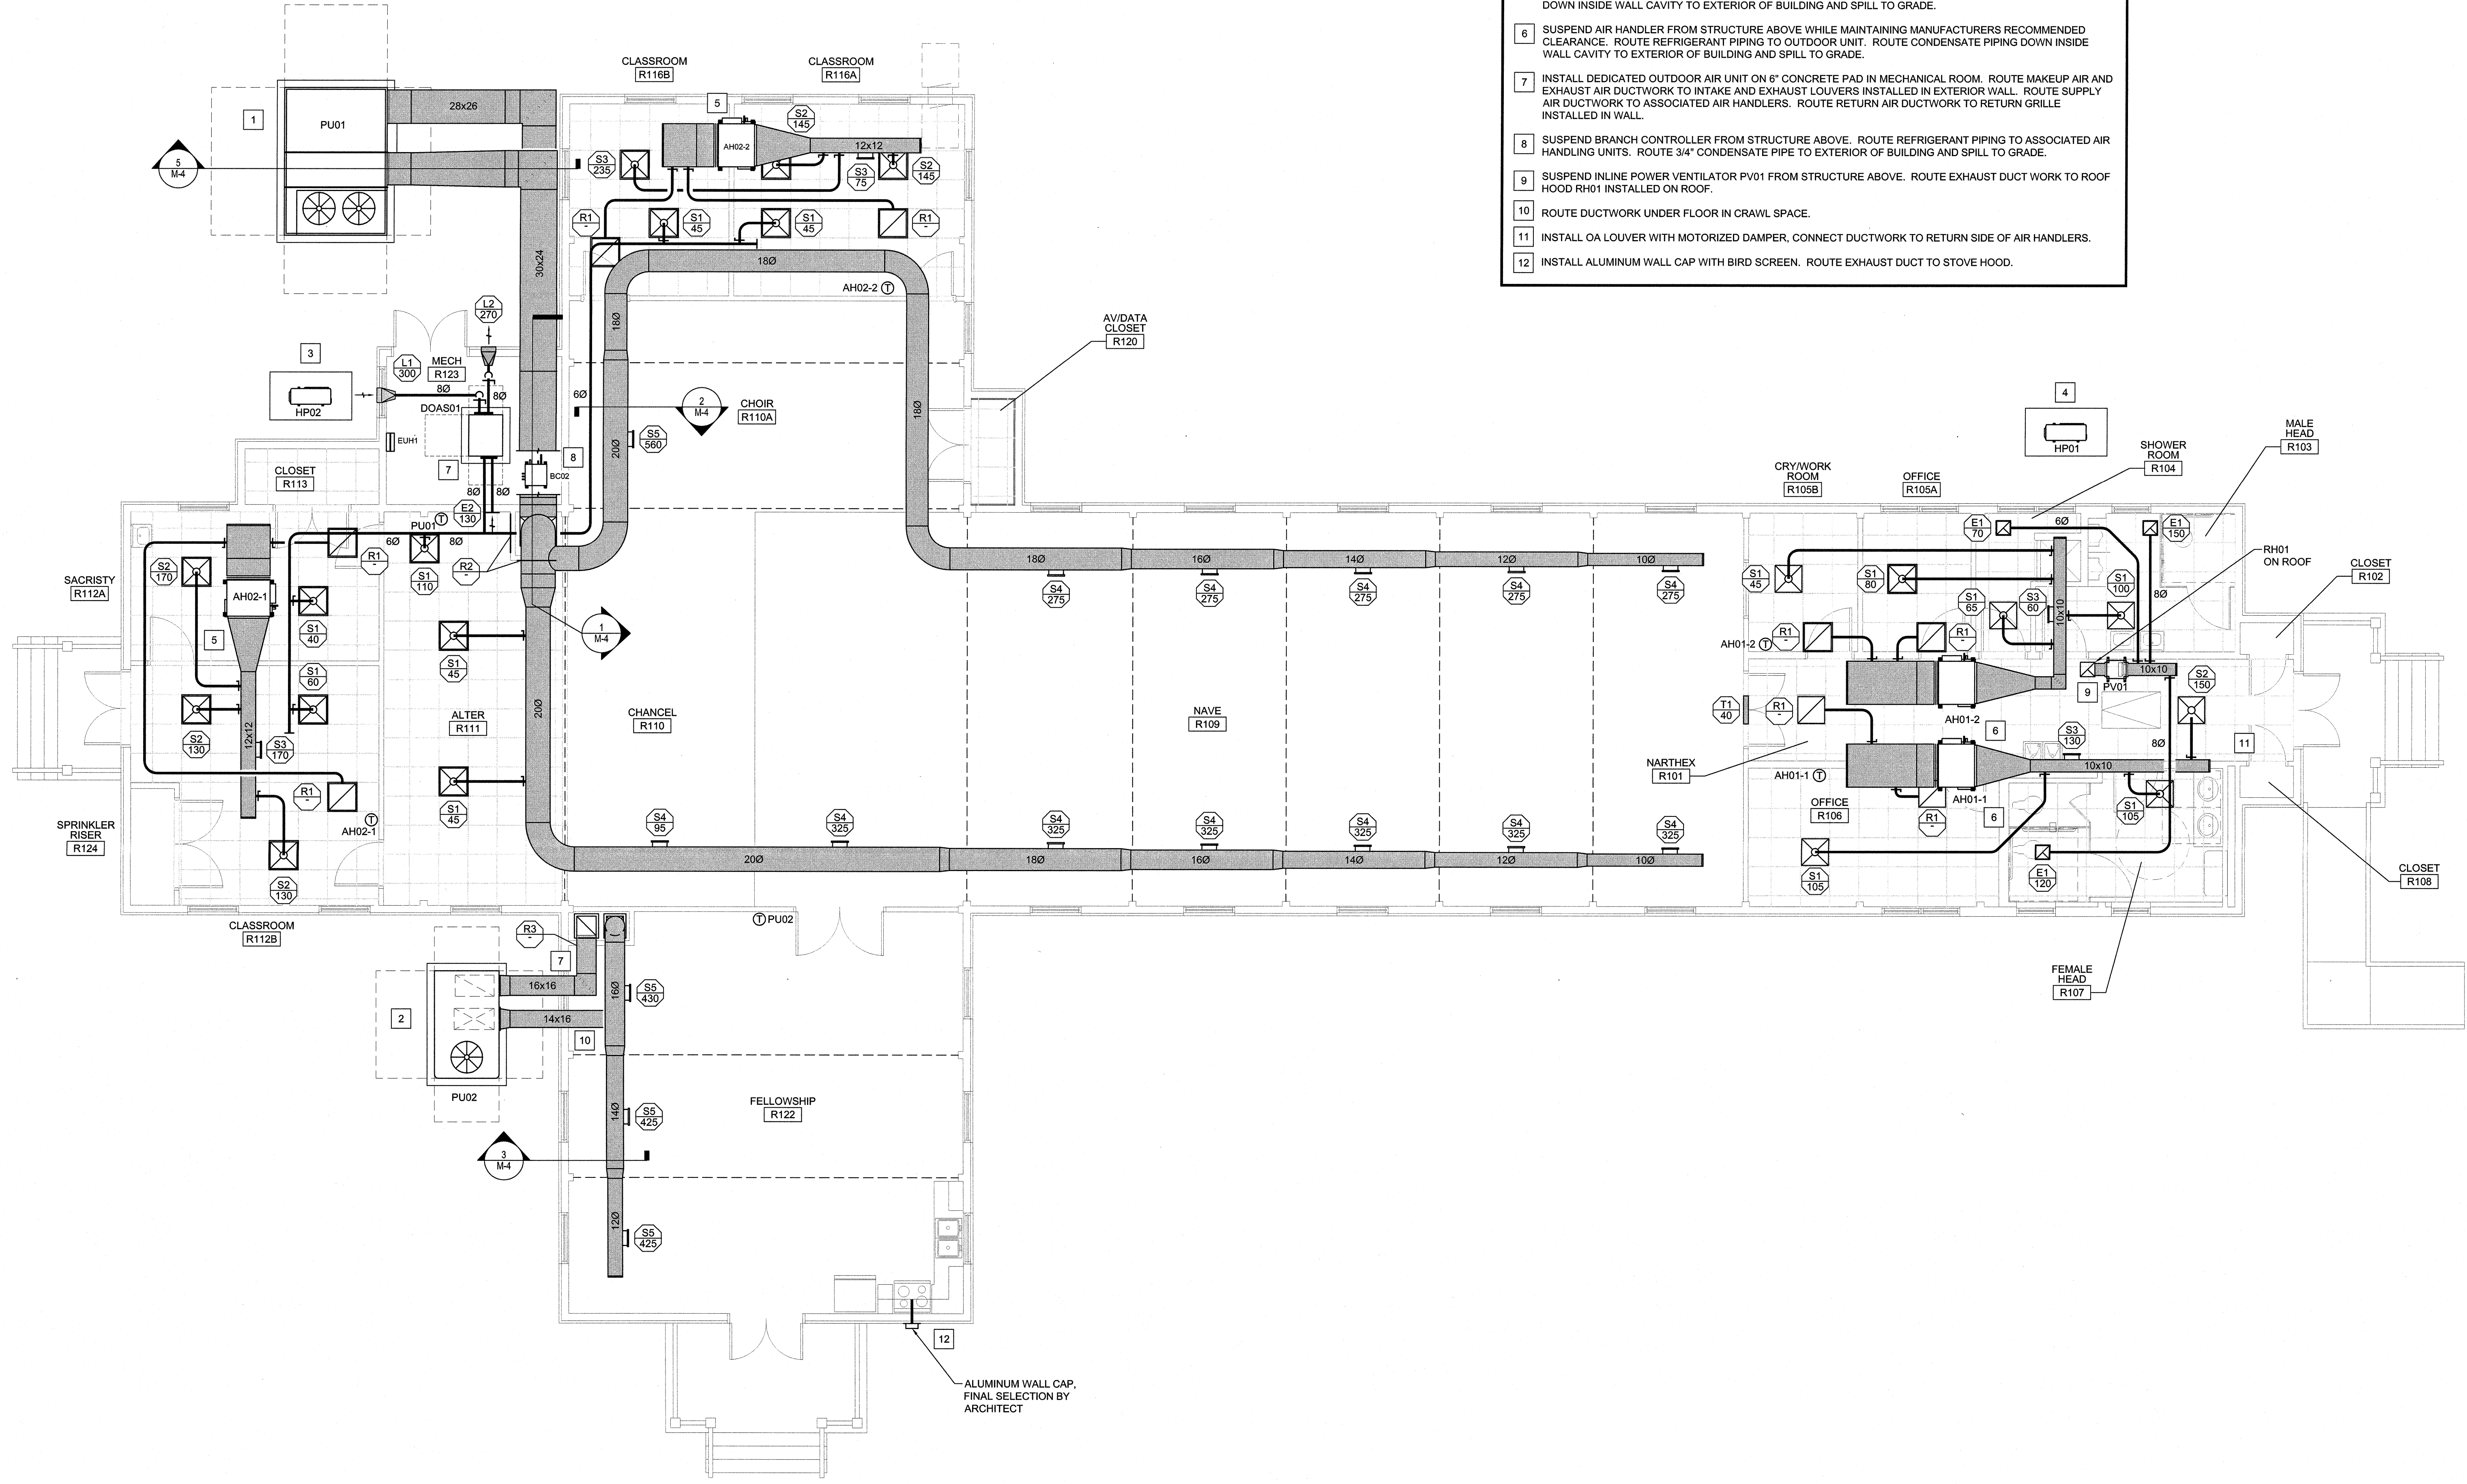 DOWN INSIDE WALL CAVITY TO EXTERIOR OF BUILDING AND SPILL TO GRADE.
6 SUSPEND AIR HANDLER FROM STRUCTURE ABOVE WHILE MAINTAINING MANUFACTURERS RECOMMENDED
CLEARANCE. ROUTE REFRIGERANT PIPING TO OUTDOOR UNIT. ROUTE CONDENSATE PIPING DOWN INSIDE
WALL CAVITY TO EXTERIOR OF BUILDING AND SPILL TO GRADE.
7 INSTALL DEDICATED OUTDOOR AIR UNIT ON 6" CONCRETE PAD IN MECHANICAL ROOM. ROUTE MAKEUP AIR AND
EXHAUST AIR DUCTWORK TO INTAKE AND EXHAUST LOUVERS INSTALLED IN EXTERIOR WALL. ROUTE SUPPLY
AIR DUCTWORK TO ASSOCIATED AIR HANDLERS. ROUTE RETURN AIR DUCTWORK TO RETURN GRILLE
INSTALLED IN WALL.
8 SUSPEND BRANCH CONTROLLER FROM STRUCTURE ABOVE. ROUTE REFRIGERANT PIPING TO ASSOCIATED AIR
HANDLING UNITS. ROUTE 3/4" CONDENSATE PIPE TO EXTERIOR OF BUILDING AND SPILL TO GRADE.
9 SUSPEND INLINE POWER VENTILATOR PV01 FROM STRUCTURE ABOVE. ROUTE EXHAUST DUCT WORK TO ROOF
HOOD RH01 INSTALLED ON ROOF.
10 ROUTE DUCTWORK UNDER FLOOR IN CRAWL SPACE.
11 INSTALL OA LOUVER WITH MOTORIZED DAMPER, CONNECT DUCTWORK TO RETURN SIDE OF AIR HANDLERS.
12 INSTALL ALUMINUM WALL CAP WITH BIRD SCREEN. ROUTE EXHAUST DUCT TO STOVE HOOD.
1
PU01
28x26
5
M-4
30x24
CLASSROOM
R116B
CLASSROOM
R116A
5
AH02-2
S2
145
12x12
S3
235
S3
75
S2
145
R1
-
S1
45
S1
45
R1
-
18Ø
AH02-2 T
18Ø
18Ø
20Ø
L2
270
3
L1
300
MECH
R123
8Ø
8Ø
HP02
DOAS01
EUH1
7
8Ø
8Ø
6Ø
2
M-4
CHOIR
R110A
S5
560
8
BC02
AV/DATA
CLOSET
R120
CLOSET
R113
E2
130
PU01 T
6Ø
8Ø
R1
-
S1
110
R2
-
SACRISTY
R112A
S2
170
AH02-1
5
S1
40
S1
60
S2
130
12x12
S3
170
R1
-
T
AH02-1
S2
130
SPRINKLER
RISER
R124
CLASSROOM
R112B
S1
45
ALTER
R111
S1
45
20Ø
1
M-4
CHANCEL
R110
NAVE
R109
18Ø
16Ø
14Ø
12Ø
10Ø
S4
275
S4
275
S4
275
S4
275
S4
275
S4
95
S4
325
S4
325
S4
325
S4
325
S4
325
S4
325
20Ø
18Ø
16Ø
14Ø
12Ø
10Ø
4
HP01
MALE
HEAD
R103
SHOWER
ROOM
R104
CRY/WORK
ROOM
R105B
OFFICE
R105A
E1
70
6Ø
E1
150
RH01
ON ROOF
CLOSET
R102
S1
45
S1
80
S1
65
S3
60
S1
100
8Ø
10x10
AH01-2 T
R1
-
R1
-
10x10
PV01
9
S2
150
T1
40
R1
-
AH01-2
6
S3
130
8Ø
11
NARTHEX
R101
AH01-1 T
10x10
OFFICE
R106
R1
-
AH01-1
6
S1
105
S1
105
E1
120
CLOSET
R108
FEMALE
HEAD
R107
R3
-
7
T PU02
16x16
14x16
2
10
PU02
16Ø
S5
430
14Ø
S5
425
12Ø
S5
425
FELLOWSHIP
R122
3
M-4
12
ALUMINUM WALL CAP,
FINAL SELECTION BY
ARCHITECT